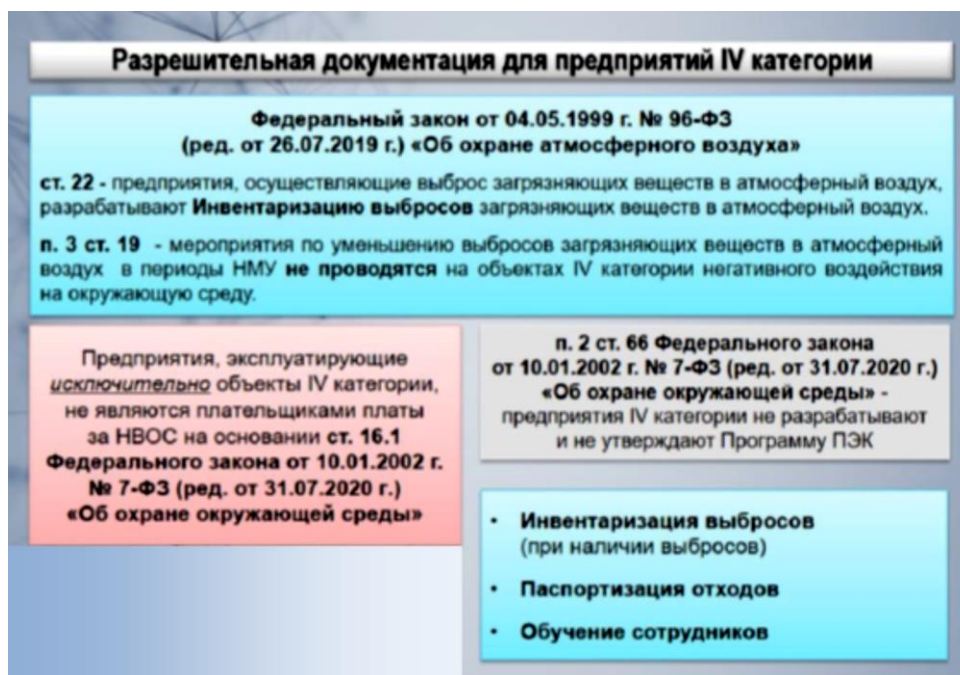 Разрешительная документация для предприятий IV категории
Федеральный закон от 04.05.1999 г. № 96-ФЗ
(ред. от 26.07.2019 г.) «Об охране атмосферного воздуха»
ст. 22 - предприятия, осуществляющие выброс загрязняющих веществ в атмосферный воздух,
разрабатывают Инвентаризацию выбросов загрязняющих веществ в атмосферный воздух.
п. 3 ст. 19 - мероприятия по уменьшению выбросов загрязняющих веществ в атмосферный
воздух в периоды НМУ не проводятся на объектах IV категории негативного воздействия
на окружающую среду.
Предприятия, эксплуатирующие
исключительно объекты IV категории,
не являются плательщиками платы
за НВОС на основании ст. 16.1
Федерального закона от 10.01.2002 г.
№ 7-ФЗ (ред. от 31.07.2020 г.)
«Об охране окружающей среды»
п. 2 ст. 66 Федерального закона
от 10.01.2002 г. № 7-ФЗ (ред. от 31.07.2020 г.)
«Об охране окружающей среды» -
предприятия IV категории не разрабатывают
и не утверждают Программу ПЭК
• Инвентаризация выбросов
(при наличии выбросов)
• Паспортизация отходов
• Обучение сотрудников